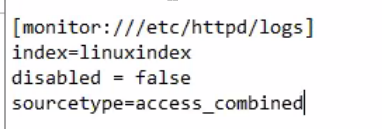 [monitor:///etc/httpd/logs]
index=linuxindex
disabled = false
sourcetype=access_combined